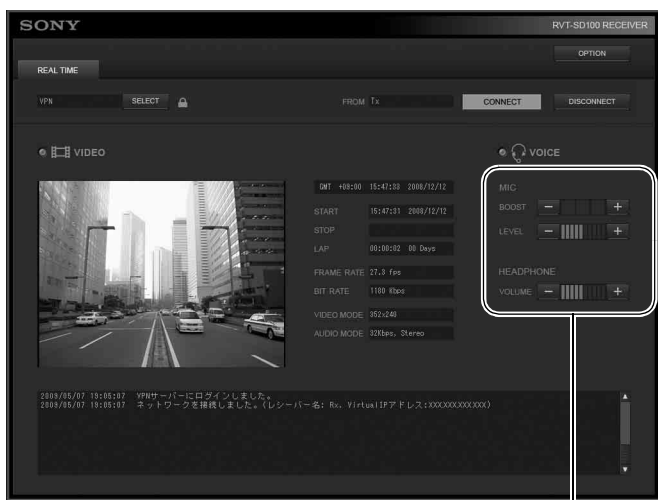 SONY
RVT-SD100 RECEIVER
OPTION
REAL TIME
VPN
SELECT
FROM Tx
CONNECT
DISCONNECT
VIDEO
VOICE
GMT +09:00 15:47:33 2008/12/12
START 15:47:31 2008/12/12
STOP
LAP 00:00:02 00 Days
FRAME RATE 27.3 fps
BIT RATE 1180 Kbps
VIDEO MODE 352x240
AUDIO MODE 32Kbps, Stereo
MIC
BOOST - +
LEVEL - +
HEADPHONE
VOLUME - +
2009/05/07 19:05:07 VPNサーバーにログインしました。
2009/05/07 19:05:07 ネットワークを接続しました。(レシーバー名: Rx, VirtualIPアドレス:XXXXXXXXXXXX)